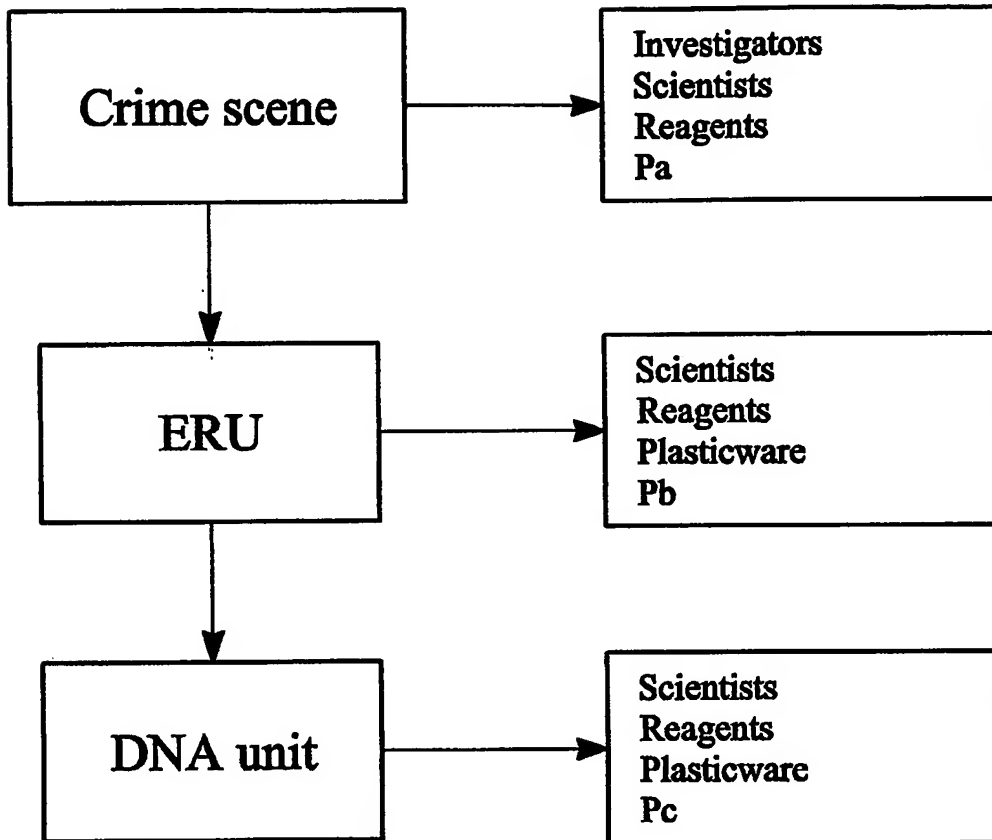 Crime scene
Investigators
Scientists
Reagents
Pa
ERU
Scientists
Reagents
Plasticware
Pb
DNA unit
Scientists
Reagents
Plasticware
Pc